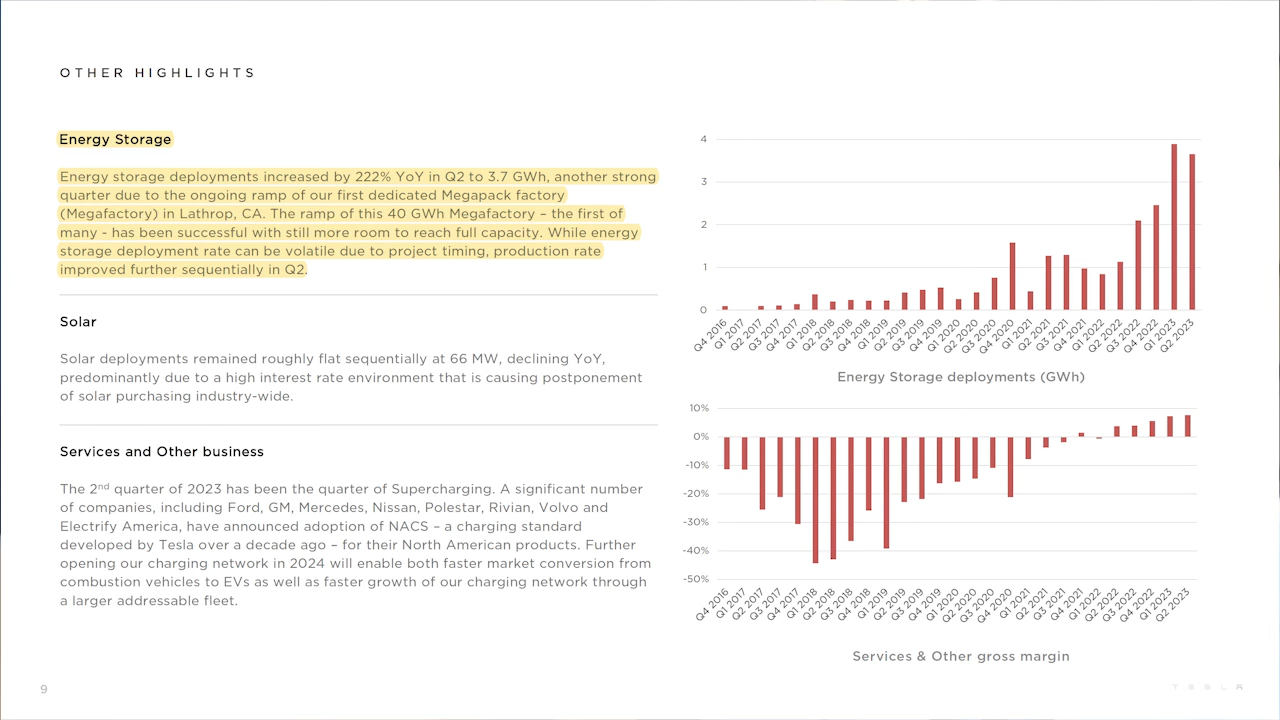 OTHER HIGHLIGHTS
Energy Storage
Energy storage deployments increased by 222% YoY in Q2 to 3.7 GWh, another strong
quarter due to the ongoing ramp of our first dedicated Megapack factory
(Megafactory) in Lathrop, CA. The ramp of this 40 GWh Megafactory – the first of
many - has been successful with still more room to reach full capacity. While energy
storage deployment rate can be volatile due to project timing, production rate
improved further sequentially in Q2.
Solar
Solar deployments remained roughly flat sequentially at 66 MW, declining YoY,
predominantly due to a high interest rate environment that is causing postponement
of solar purchasing industry-wide.
Services and Other business
The 2nd quarter of 2023 has been the quarter of Supercharging. A significant number
of companies, including Ford, GM, Mercedes, Nissan, Polestar, Rivian, Volvo and
Electrify America, have announced adoption of NACS – a charging standard
developed by Tesla over a decade ago – for their North American products. Further
opening our charging network in 2024 will enable both faster market conversion from
combustion vehicles to EVs as well as faster growth of our charging network through
a larger addressable fleet.
4
3
2
1
0
Q4 2016
Q1 2017
Q2 2017
Q3 2017
Q4 2017
Q1 2018
Q2 2018
Q3 2018
Q4 2018
Q1 2019
Q2 2019
Q3 2019
Q4 2019
Q1 2020
Q2 2020
Q3 2020
Q4 2020
Q1 2021
Q2 2021
Q3 2021
Q4 2021
Q1 2022
Q2 2022
Q3 2022
Q4 2022
Q1 2023
Q2 2023
Energy Storage deployments (GWh)
10%
0%
-10%
-20%
-30%
-40%
-50%
Q4 2016
Q1 2017
Q2 2017
Q3 2017
Q4 2017
Q1 2018
Q2 2018
Q3 2018
Q4 2018
Q1 2019
Q2 2019
Q3 2019
Q4 2019
Q1 2020
Q2 2020
Q3 2020
Q4 2020
Q1 2021
Q2 2021
Q3 2021
Q4 2021
Q1 2022
Q2 2022
Q3 2022
Q4 2022
Q1 2023
Q2 2023
Services & Other gross margin
9
TESLA